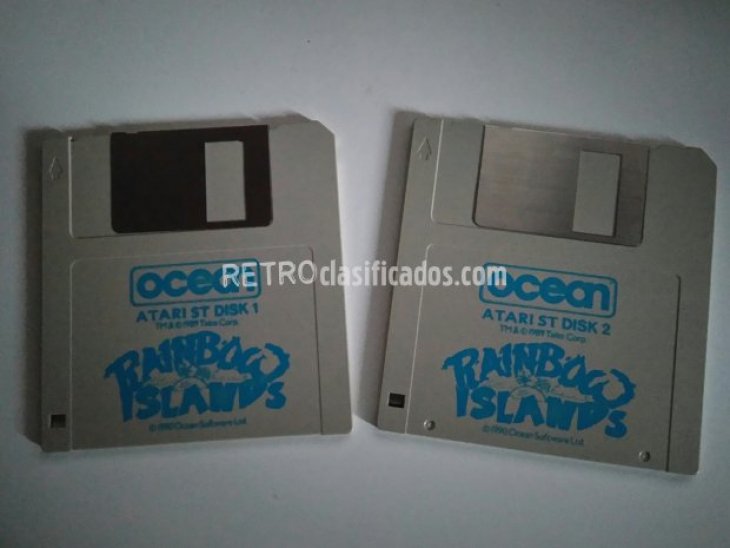 ocean
ATARI ST DISK 1
TM & © 1989 Taito Corp.
RAINBOW
ISLANDS
© 1990 Ocean Software Ltd.
ocean
ATARI ST DISK 2
TM & © 1989 Taito Corp.
RAINBOW
ISLANDS
© 1990 Ocean Software Ltd.
RETROclasificados.com